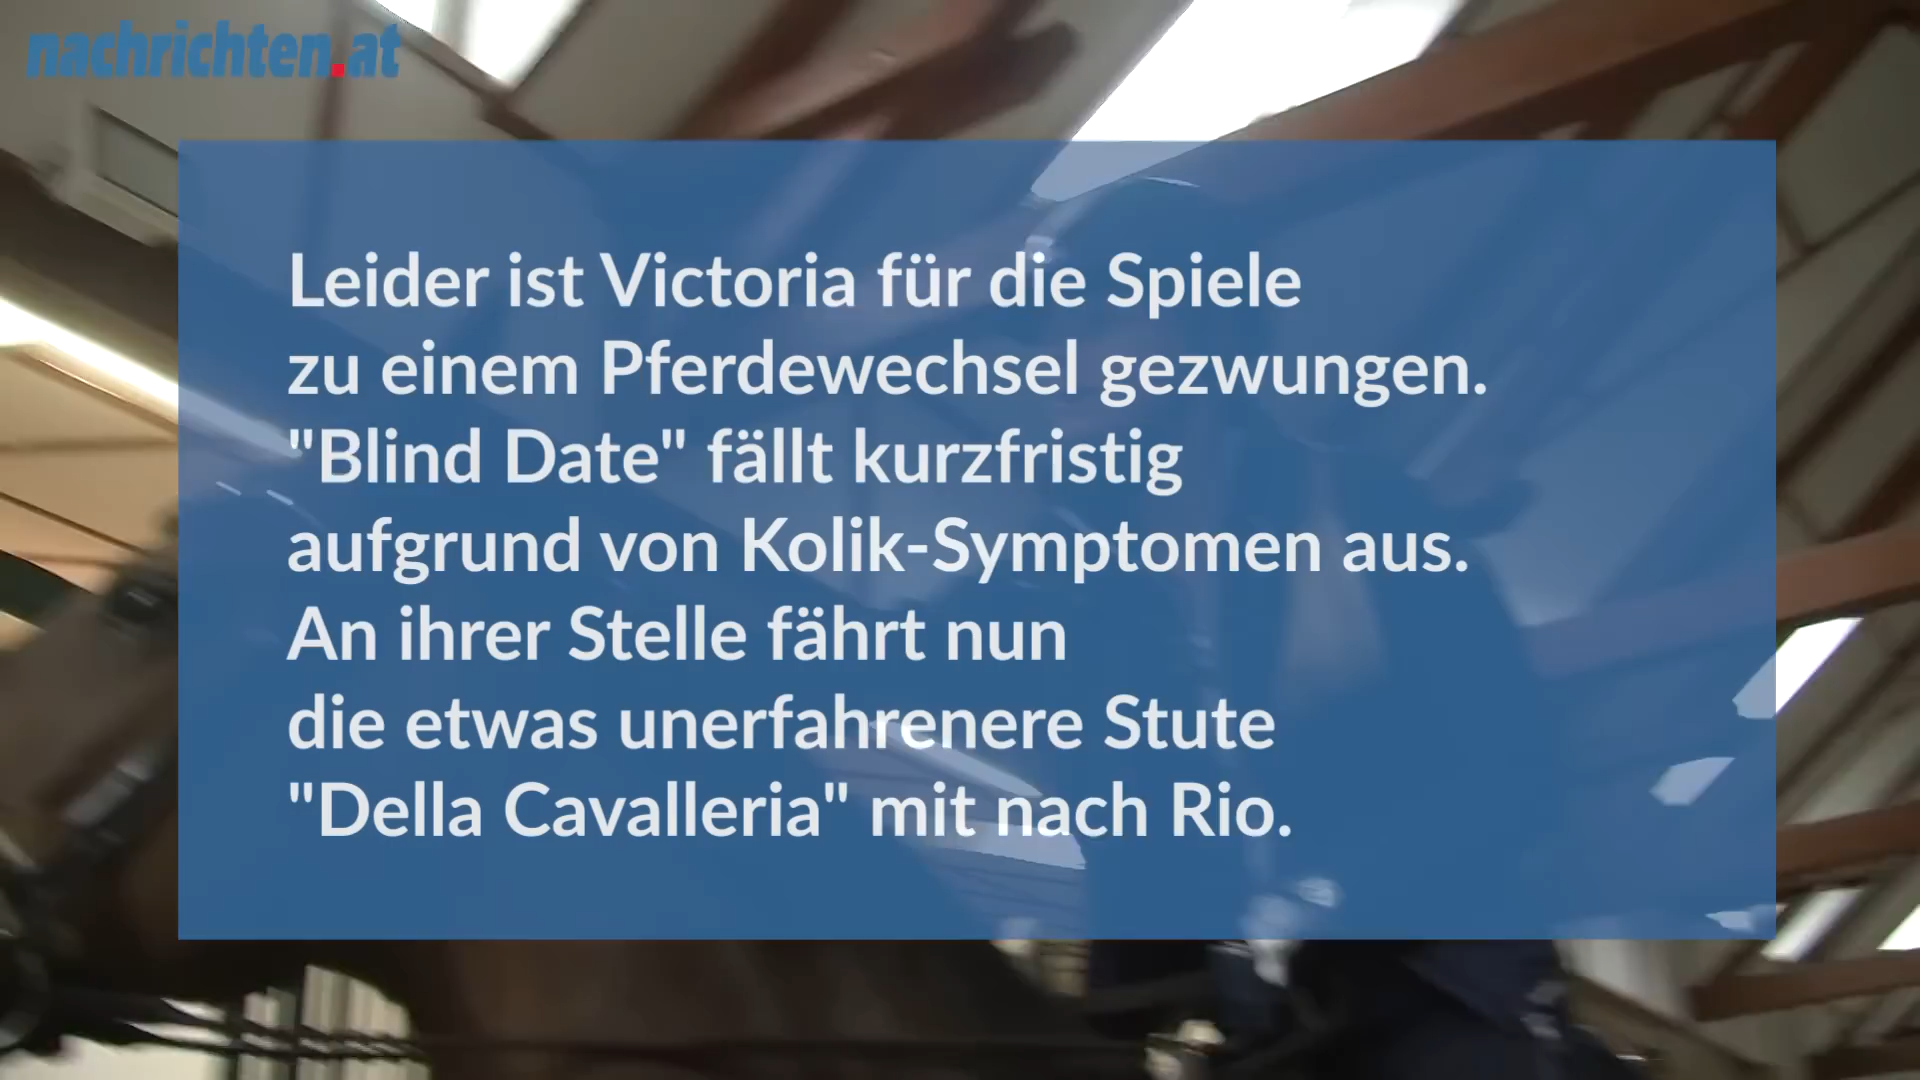 nachrichten.at
Leider ist Victoria für die Spiele
zu einem Pferdewechsel gezwungen.
"Blind Date" fällt kurzfristig
aufgrund von Kolik-Symptomen aus.
An ihrer Stelle fährt nun
die etwas unerfahrenere Stute
"Della Cavalleria" mit nach Rio.